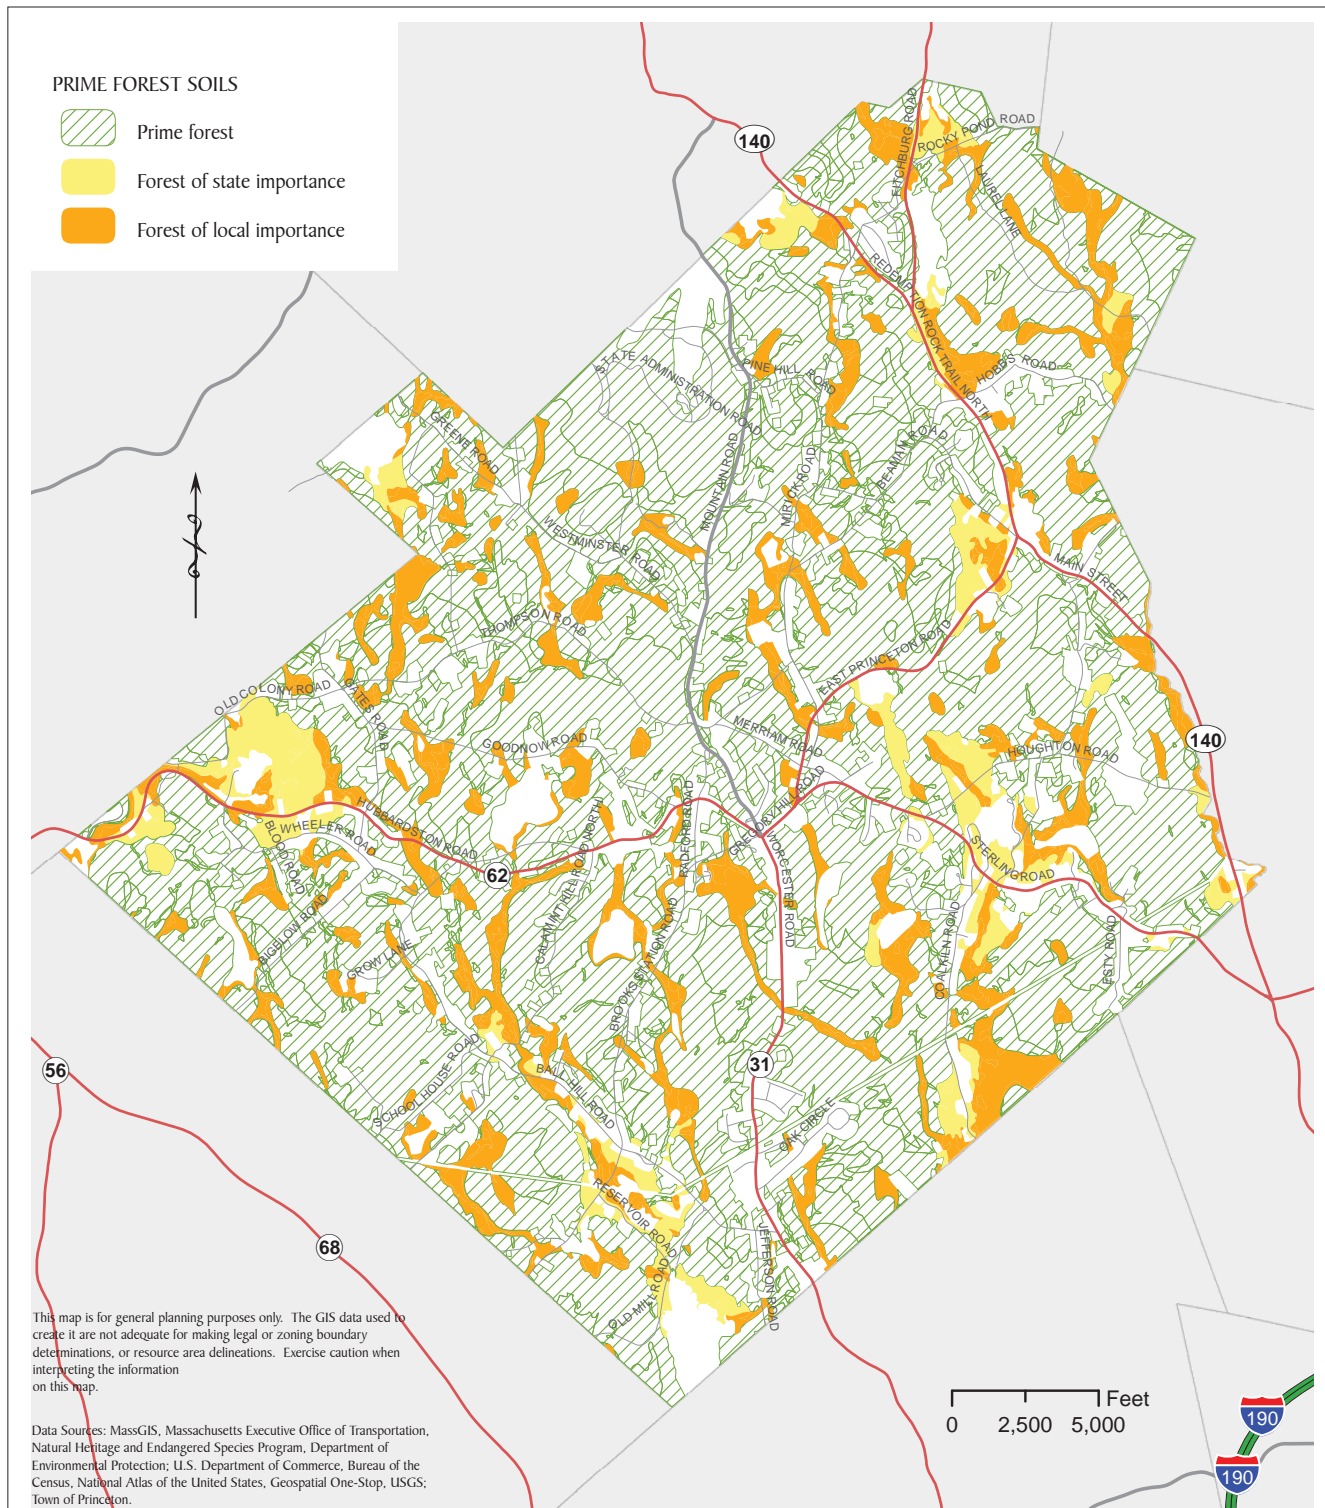 PRIME FOREST SOILS
Prime forest
Forest of state importance
Forest of local importance
140
FITCHBURG ROAD
ROCKY POND ROAD
LAUREL LANE
REDEMPTION ROCK TRAIL NORTH
HOBBS ROAD
STATE ADMINISTRATION ROAD
PINE HILL ROAD
GREENE ROAD
MOUNTAIN ROAD
MIRICK ROAD
BEAMAN ROAD
WESTMINSTER ROAD
MAIN STREET
THOMPSON ROAD
EAST PRINCETON ROAD
OLD COLONY ROAD
GATES ROAD
GOODNOW ROAD
MERRIAM ROAD
HOUGHTON ROAD
140
HUBBARDSTON ROAD
WHEELER ROAD
BLOOD ROAD
62
CALAMINT HILL ROAD NORTH
RADFORD ROAD
GREGORY HILL ROAD
WORCESTER ROAD
STERLING ROAD
BIGELOW ROAD
GROW LANE
BROOKS STATION ROAD
COALKILN ROAD
ESTY ROAD
56
SCHOOL HOUSE ROAD
BALL HILL ROAD
31
OAK CIRCLE
RESERVOIR ROAD
68
JEFFERSON ROAD
OLD MILL ROAD
This map is for general planning purposes only. The GIS data used to
create it are not adequate for making legal or zoning boundary
determinations, or resource area delineations. Exercise caution when
interpreting the information
on this map.
Feet
0 2,500 5,000
190
190
Data Sources: MassGIS, Massachusetts Executive Office of Transportation,
Natural Heritage and Endangered Species Program, Department of
Environmental Protection; U.S. Department of Commerce, Bureau of the
Census, National Atlas of the United States, Geospatial One-Stop, USGS;
Town of Princeton.